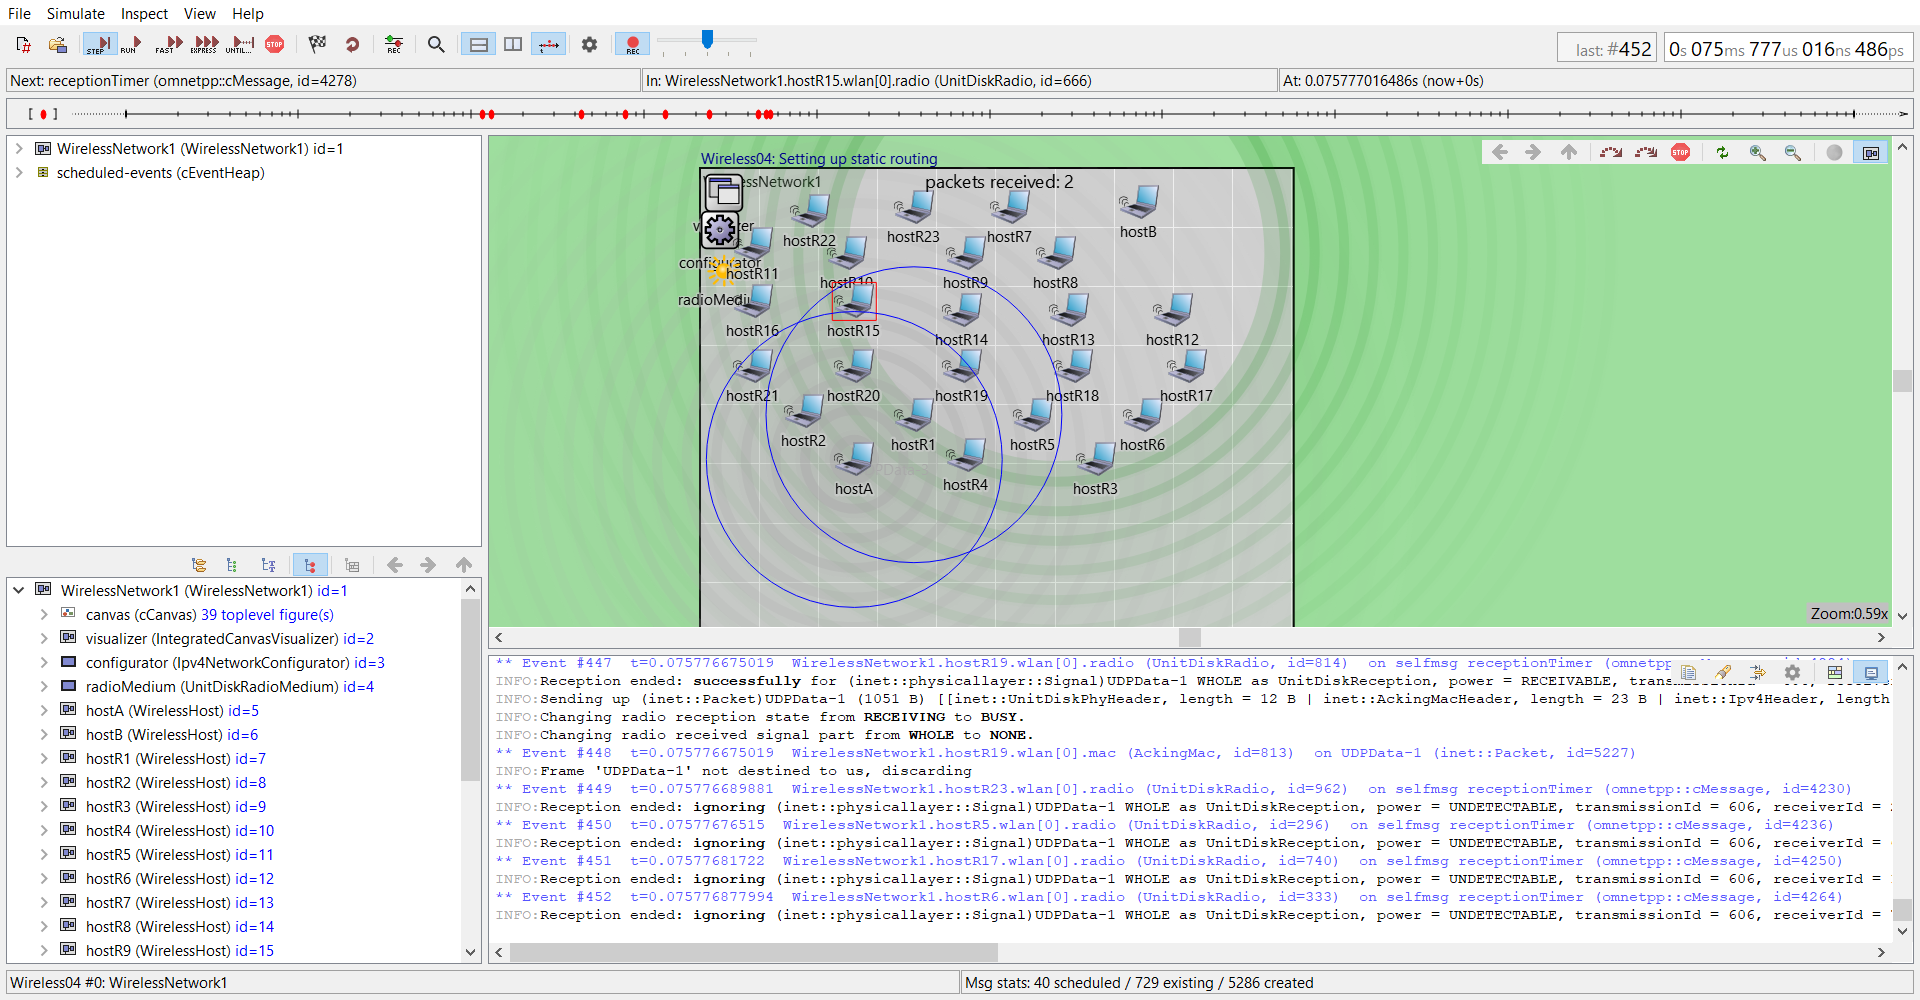 File Simulate Inspect View Help
STEP RUN FAST EXPRESS UNTIL... STOP REC REC
last: #452 0s 075ms 777us 016ns 486ps
Next: receptionTimer (omnetpp::cMessage, id=4278) In: WirelessNetwork1.hostR15.wlan[0].radio (UnitDiskRadio, id=666) At: 0.075777016486s (now+0s)
WirelessNetwork1 (WirelessNetwork1) id=1
scheduled-events (cEventHeap)
WirelessNetwork1 (WirelessNetwork1) id=1
canvas (cCanvas) 39 toplevel figure(s)
visualizer (IntegratedCanvasVisualizer) id=2
configurator (Ipv4NetworkConfigurator) id=3
radioMedium (UnitDiskRadioMedium) id=4
hostA (WirelessHost) id=5
hostB (WirelessHost) id=6
hostR1 (WirelessHost) id=7
hostR2 (WirelessHost) id=8
hostR3 (WirelessHost) id=9
hostR4 (WirelessHost) id=10
hostR5 (WirelessHost) id=11
hostR6 (WirelessHost) id=12
hostR7 (WirelessHost) id=13
hostR8 (WirelessHost) id=14
hostR9 (WirelessHost) id=15
Wireless04: Setting up static routing
STOP
packets received: 2
hostR22 hostR23 hostR7 hostB
configurator
hostR11 hostR10 hostR9 hostR8
hostR16 hostR15 hostR14 hostR13 hostR12
hostR21 hostR20 hostR19 hostR18 hostR17
hostR2 hostR1 hostR5 hostR6
hostA hostR4 hostR3
Zoom:0.59x
** Event #447 t=0.075776675019 WirelessNetwork1.hostR19.wlan[0].radio (UnitDiskRadio, id=814) on selfmsg receptionTimer (omnetpp::
INFO:Reception ended: successfully for (inet::physicallayer::Signal)UDPData-1 WHOLE as UnitDiskReception, power = RECEIVABLE,
INFO:Sending up (inet::Packet)UDPData-1 (1051 B) [[inet::UnitDiskPhyHeader, length = 12 B | inet::AckingMacHeader, length = 23 B | inet::Ipv4Header, length
INFO:Changing radio reception state from RECEIVING to BUSY.
INFO:Changing radio received signal part from WHOLE to NONE.
** Event #448 t=0.075776675019 WirelessNetwork1.hostR19.wlan[0].mac (AckingMac, id=813) on UDPData-1 (inet::Packet, id=5227)
INFO:Frame 'UDPData-1' not destined to us, discarding
** Event #449 t=0.075776689881 WirelessNetwork1.hostR23.wlan[0].radio (UnitDiskRadio, id=962) on selfmsg receptionTimer (omnetpp::cMessage, id=4230)
INFO:Reception ended: ignoring (inet::physicallayer::Signal)UDPData-1 WHOLE as UnitDiskReception, power = UNDETECTABLE, transmissionId = 606, receiverId =
** Event #450 t=0.07577676515 WirelessNetwork1.hostR5.wlan[0].radio (UnitDiskRadio, id=296) on selfmsg receptionTimer (omnetpp::cMessage, id=4236)
INFO:Reception ended: ignoring (inet::physicallayer::Signal)UDPData-1 WHOLE as UnitDiskReception, power = UNDETECTABLE, transmissionId = 606, receiverId =
** Event #451 t=0.07577681722 WirelessNetwork1.hostR17.wlan[0].radio (UnitDiskRadio, id=740) on selfmsg receptionTimer (omnetpp::cMessage, id=4250)
INFO:Reception ended: ignoring (inet::physicallayer::Signal)UDPData-1 WHOLE as UnitDiskReception, power = UNDETECTABLE, transmissionId = 606, receiverId =
** Event #452 t=0.075776877994 WirelessNetwork1.hostR6.wlan[0].radio (UnitDiskRadio, id=333) on selfmsg receptionTimer (omnetpp::cMessage, id=4264)
INFO:Reception ended: ignoring (inet::physicallayer::Signal)UDPData-1 WHOLE as UnitDiskReception, power = UNDETECTABLE, transmissionId = 606, receiverId =
Wireless04 #0: WirelessNetwork1 Msg stats: 40 scheduled / 729 existing / 5286 created